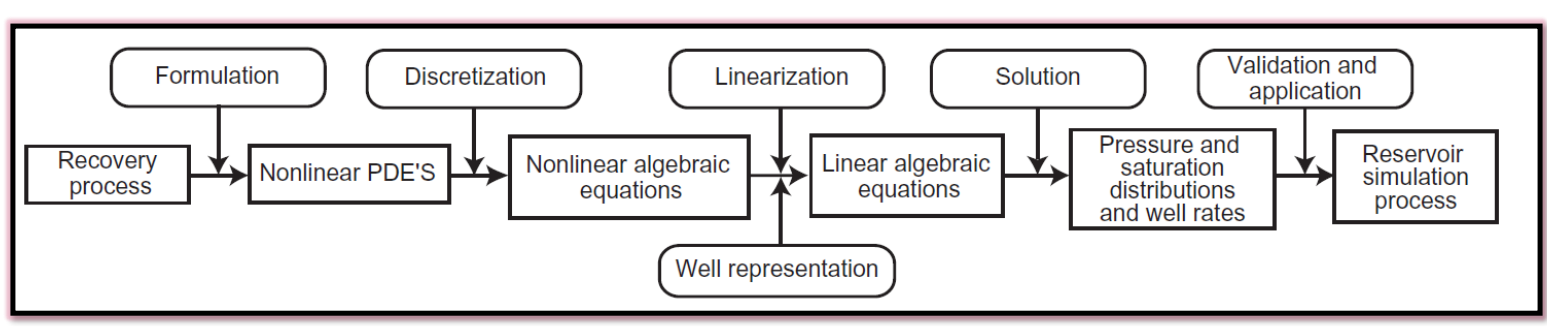 Formulation
Discretization
Linearization
Solution
Validation and
application
Recovery
process
Nonlinear PDE'S
Nonlinear algebraic
equations
Linear algebraic
equations
Pressure and
saturation
distributions
and well rates
Reservoir
simulation
process
Well representation